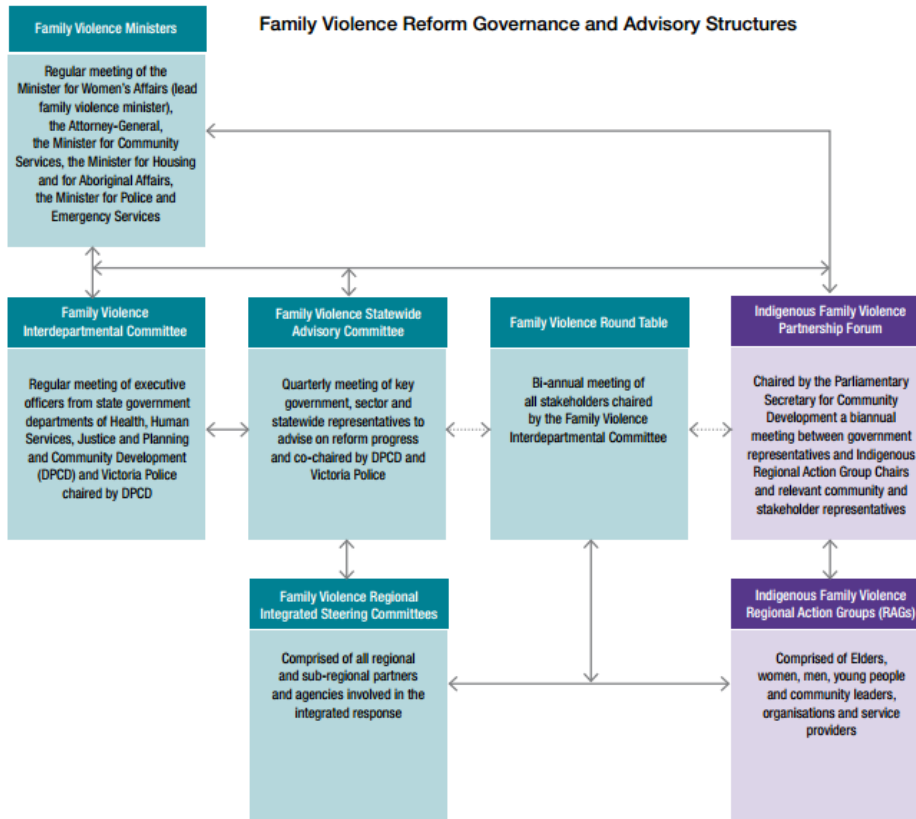 Family Violence Reform Governance and Advisory Structures
Family Violence Ministers
Regular meeting of the
Minister for Women's Affairs (lead
family violence minister),
the Attorney-General,
the Minister for Community
Services, the Minister for Housing
and for Aboriginal Affairs,
the Minister for Police and
Emergency Services
Family Violence
Interdepartmental Committee
Regular meeting of executive
officers from state government
departments of Health, Human
Services, Justice and Planning
and Community Development
(DPCD) and Victoria Police
chaired by DPCD
Family Violence Statewide
Advisory Committee
Quarterly meeting of key
government, sector and
statewide representatives to
advise on reform progress
and co-chaired by DPCD and
Victoria Police
Family Violence Round Table
Bi-annual meeting of
all stakeholders chaired
by the Family Violence
Interdepartmental Committee
Indigenous Family Violence
Partnership Forum
Chaired by the Parliamentary
Secretary for Community
Development a biannual
meeting between government
representatives and Indigenous
Regional Action Group Chairs
and relevant community and
stakeholder representatives
Family Violence Regional
Integrated Steering Committees
Comprised of all regional
and sub-regional partners
and agencies involved in the
integrated response
Indigenous Family Violence
Regional Action Groups (RAGs)
Comprised of Elders,
women, men, young people
and community leaders,
organisations and service
providers